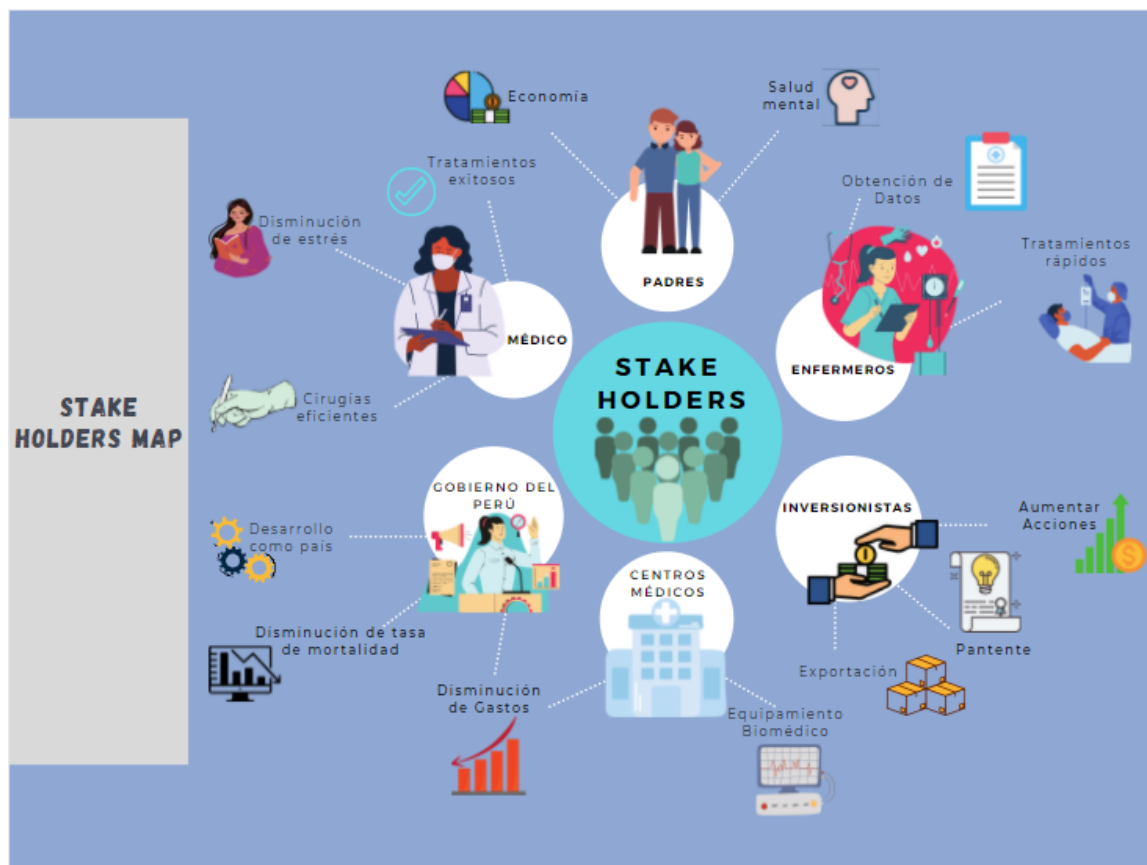 STAKE
HOLDERS MAP
Economía
Salud
mental
Tratamientos
exitosos
Obtención de
Datos
Disminución
de estrés
Tratamientos
rápidos
PADRES
MÉDICO
STAKE
HOLDERS
ENFERMEROS
Cirugías
eficientes
GOBIERNO DEL
PERÚ
INVERSIONISTAS
Aumentar
Acciones
Desarrollo
como país
CENTROS
MÉDICOS
Disminución de tasa
de mortalidad
Pantente
Exportación
Disminución
de Gastos
Equipamiento
Biomédico